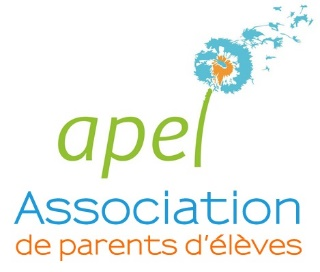 apel
Association
de parents d'élèves